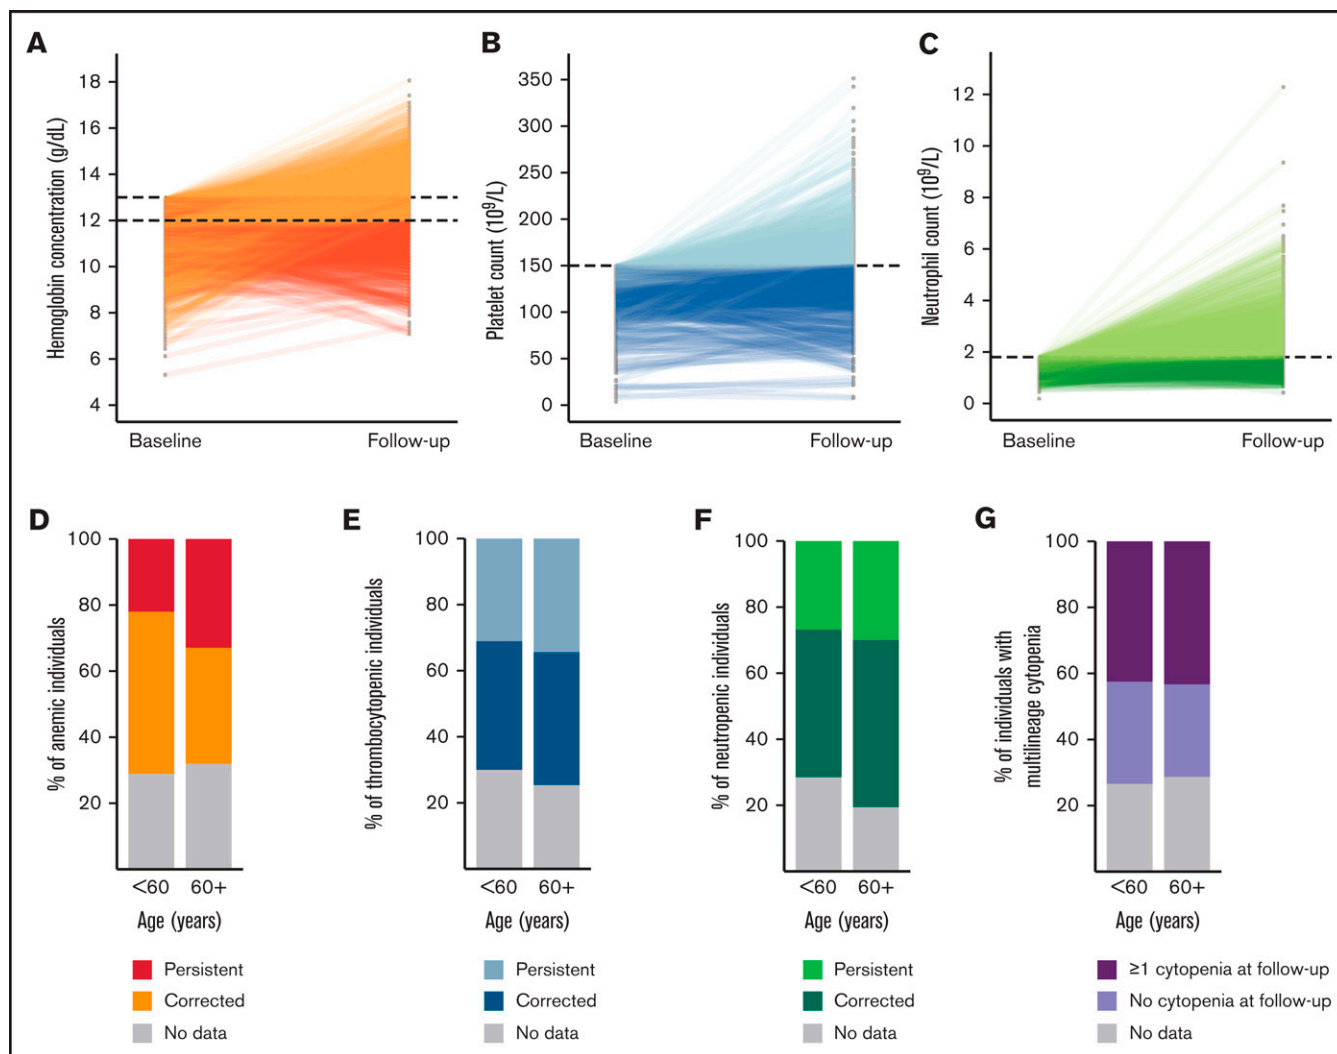 A
Hemoglobin concentration (g/dL)
18
16
14
12
10
8
6
4
Baseline
Follow-up
B
Platelet count (10⁹/L)
350
300
250
200
150
100
50
0
Baseline
Follow-up
C
Neutrophil count (10⁹/L)
12
10
8
6
4
2
0
Baseline
Follow-up
D
% of anemic individuals
100
80
60
40
20
<60
60+
Age (years)
Persistent
Corrected
No data
E
% of thrombocytopenic individuals
100
80
60
40
20
<60
60+
Age (years)
Persistent
Corrected
No data
F
% of neutropenic individuals
100
80
60
40
20
<60
60+
Age (years)
Persistent
Corrected
No data
G
% of individuals with
multilineage cytopenia
100
80
60
40
20
<60
60+
Age (years)
≥1 cytopenia at follow-up
No cytopenia at follow-up
No data